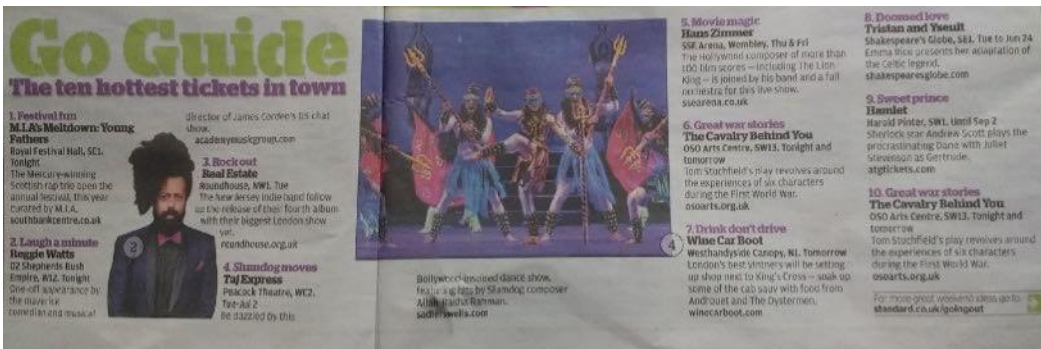 Go Guide
The ten hottest tickets in town
1. Festival fun
M.I.A's Meltdown: Young
Fathers
Royal Festival Hall, SE1.
Tonight
The Mercury-winning
Scottish rap trio open the
annual festival, this year
curated by M.I.A.
southbankcentre.co.uk
2. Laugh a minute
Reggie Watts
O2 Shepherds Bush
Empire, W12. Tonight
One-off appearance by
the maverick
comedian and musical
director of James Corden's US chat
show.
academymusicgroup.com
3. Rock out
Real Estate
Roundhouse, NW1. Tue
The New Jersey indie band follow
up the release of their fourth album
with their biggest London show
yet.
roundhouse.org.uk
2
4. Slumdog moves
Taj Express
Peacock Theatre, WC2.
Tue-Jul 2
Be dazzled by this
4
Bollywood-inspired dance show,
featuring hits by Slumdog composer
Allah Rakha Rahman.
sadlerswells.com
5. Movie magic
Hans Zimmer
SSE Arena, Wembley. Thu & Fri
The Hollywood composer of more than
100 film scores — including The Lion
King — is joined by his band and a full
orchestra for this live show.
ssearena.co.uk
6. Great war stories
The Cavalry Behind You
OSO Arts Centre, SW13. Tonight and
tomorrow
Tom Stuchfield's play revolves around
the experiences of six characters
during the First World War.
osoarts.org.uk
7. Drink don't drive
Wine Car Boot
Westhandyside Canopy, N1. Tomorrow
London's best vintners will be setting
up shop next to King's Cross — soak up
some of the cab sauv with food from
Androuet and The Oystermen.
winecarboot.com
8. Doomed love
Tristan and Yseult
Shakespeare's Globe, SE1. Tue to Jun 24
Emma Rice presents her adaptation of
the Celtic legend.
shakespearesglobe.com
9. Sweet prince
Hamlet
Harold Pinter, SW1. Until Sep 2
Sherlock star Andrew Scott plays the
procrastinating Dane with Juliet
Stevenson as Gertrude.
atgtickets.com
10. Great war stories
The Cavalry Behind You
OSO Arts Centre, SW13. Tonight and
tomorrow
Tom Stuchfield's play revolves around
the experiences of six characters
during the First World War.
osoarts.org.uk
For more great weekend ideas go to
standard.co.uk/goingout